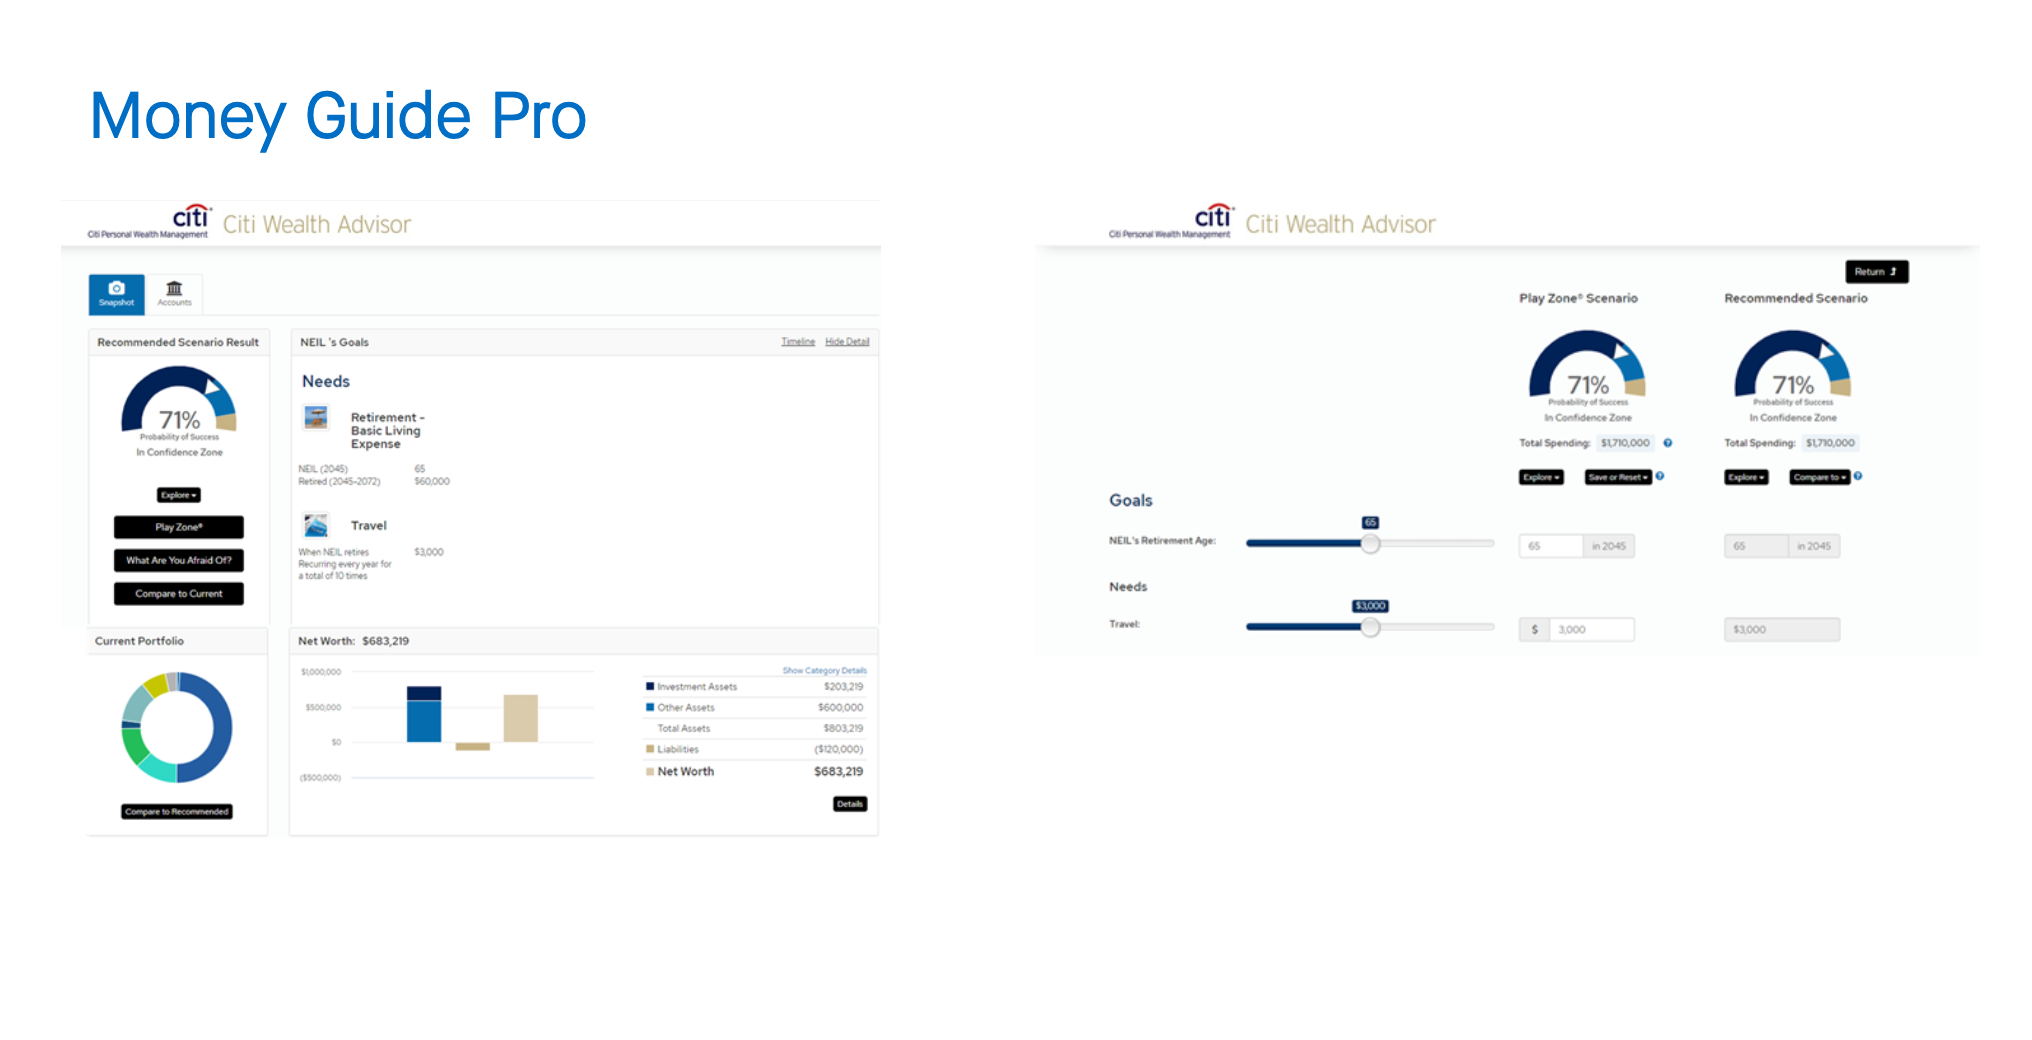 Money Guide Pro
citi
Citi Personal Wealth Management
Citi Wealth Advisor
Snapshot
Accounts
Recommended Scenario Result
71%
Probability of Success
In Confidence Zone
Explore
Play Zone®
What Are You Afraid Of?
Compare to Current
NEIL 's Goals
Timeline Hide Detail
Needs
Retirement -
Basic Living
Expense
NEIL (2045) 65
Retired (2045-2072) $60,000
Travel
When NEIL retires $3,000
Recurring every year for
a total of 10 times
Current Portfolio
Compare to Recommended
Net Worth: $683,219
$1,000,000
$500,000
$0
($500,000)
Show Category Details
Investment Assets $203,219
Other Assets $600,000
Total Assets $803,219
Liabilities ($120,000)
Net Worth $683,219
Details
citi
Citi Personal Wealth Management
Citi Wealth Advisor
Return
Play Zone® Scenario
71%
Probability of Success
In Confidence Zone
Total Spending: $1,710,000 ?
Explore Save or Reset ?
Recommended Scenario
71%
Probability of Success
In Confidence Zone
Total Spending: $1,710,000
Explore Compare to ?
Goals
65
NEIL's Retirement Age: 65 in 2045 65 in 2045
Needs
$3,000
Travel: $ 3,000 $3,000